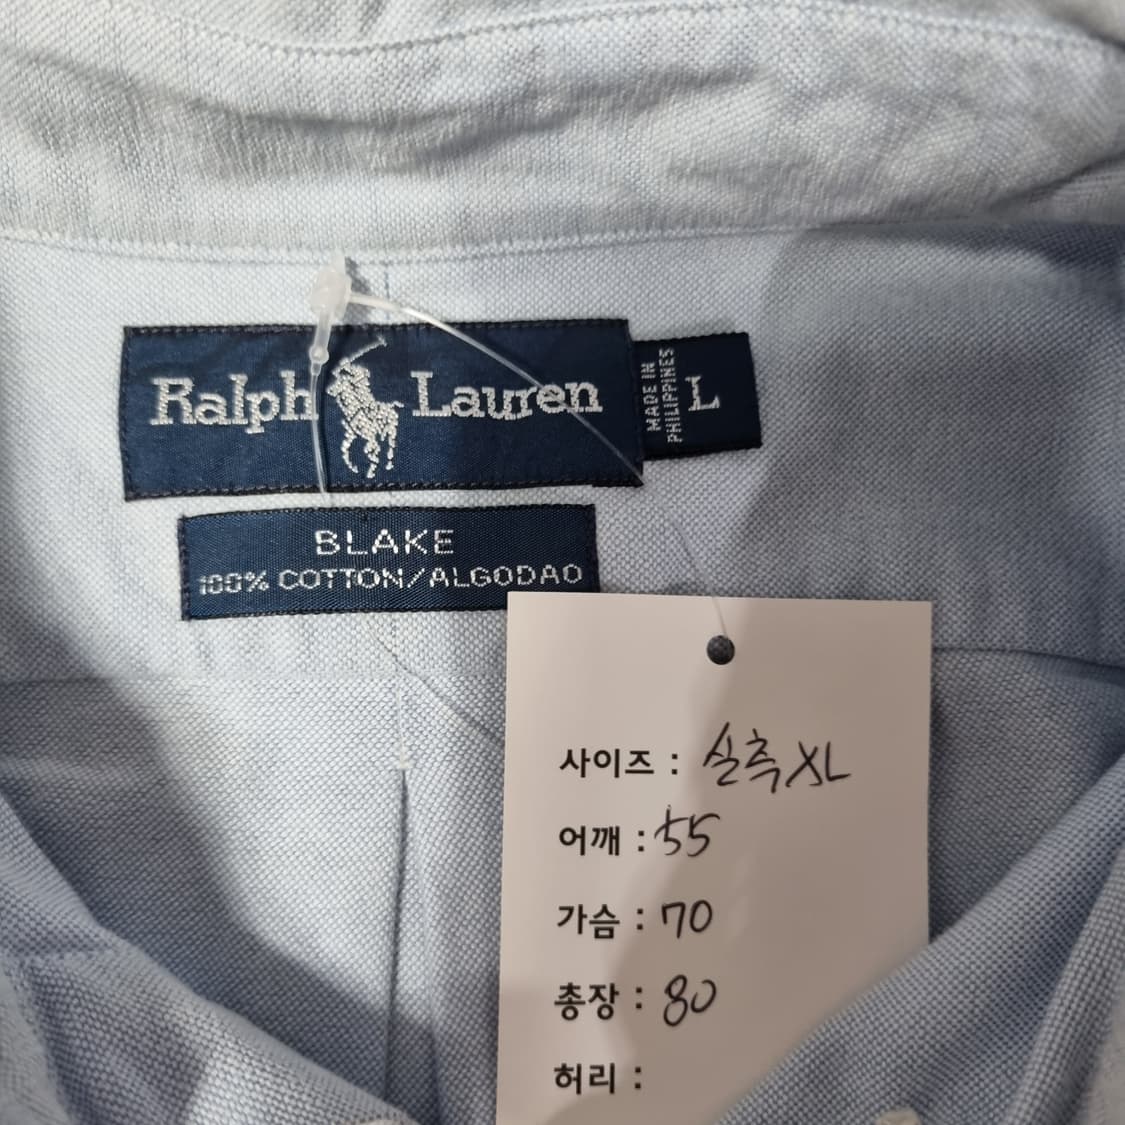 Ralph Lauren
MADE IN
PHILIPPINES
L
BLAKE
100% COTTON/ALGODAO
사이즈 : 실측XL
어깨 : 55
가슴 : 70
총장 : 80
허리 :